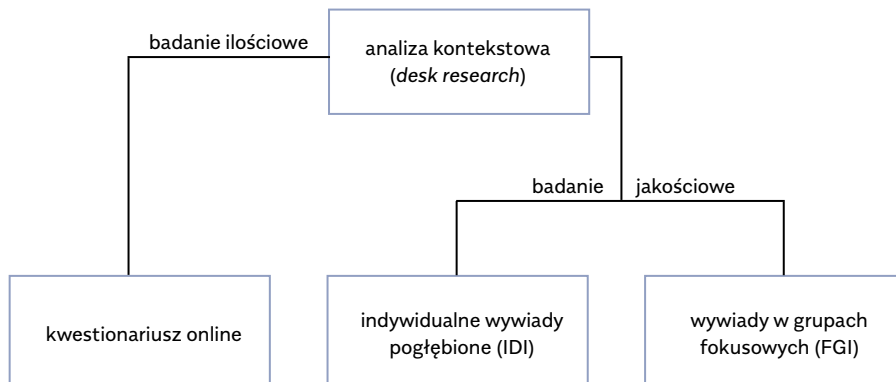 badanie ilościowe
analiza kontekstowa
(desk research)
badanie jakościowe
kwestionariusz online
indywidualne wywiady
pogłębione (IDI)
wywiady w grupach
fokusowych (FGI)